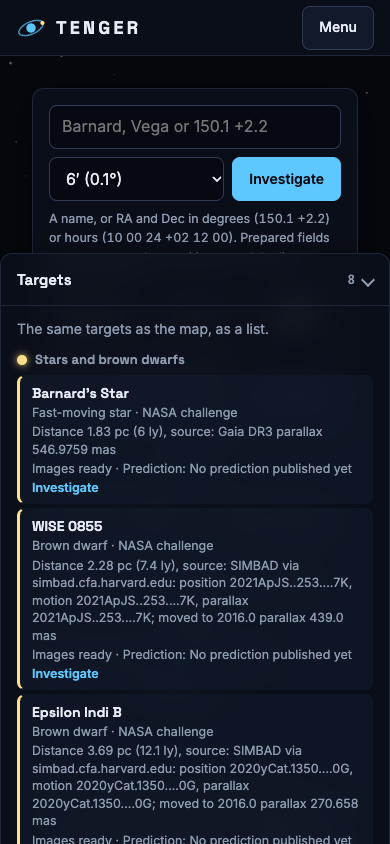 TENGER
Menu
Barnard, Vega or 150.1 +2.2
6′ (0.1°)
Investigate
A name, or RA and Dec in degrees (150.1 +2.2)
or hours (10 00 24 +02 12 00). Prepared fields
Targets
8
The same targets as the map, as a list.
Stars and brown dwarfs
Barnard's Star
Fast-moving star · NASA challenge
Distance 1.83 pc (6 ly), source: Gaia DR3 parallax
546.9759 mas
Images ready · Prediction: No prediction published yet
Investigate
WISE 0855
Brown dwarf · NASA challenge
Distance 2.28 pc (7.4 ly), source: SIMBAD via
simbad.cfa.harvard.edu: position 2021ApJS..253....7K,
motion 2021ApJS..253....7K, parallax
2021ApJS..253....7K; moved to 2016.0 parallax 439.0
mas
Images ready · Prediction: No prediction published yet
Investigate
Epsilon Indi B
Brown dwarf · NASA challenge
Distance 3.69 pc (12.1 ly), source: SIMBAD via
simbad.cfa.harvard.edu: position 2020yCat.1350....0G,
motion 2020yCat.1350....0G, parallax
2020yCat.1350....0G; moved to 2016.0 parallax 270.658
mas
Images ready · Prediction: No prediction published yet